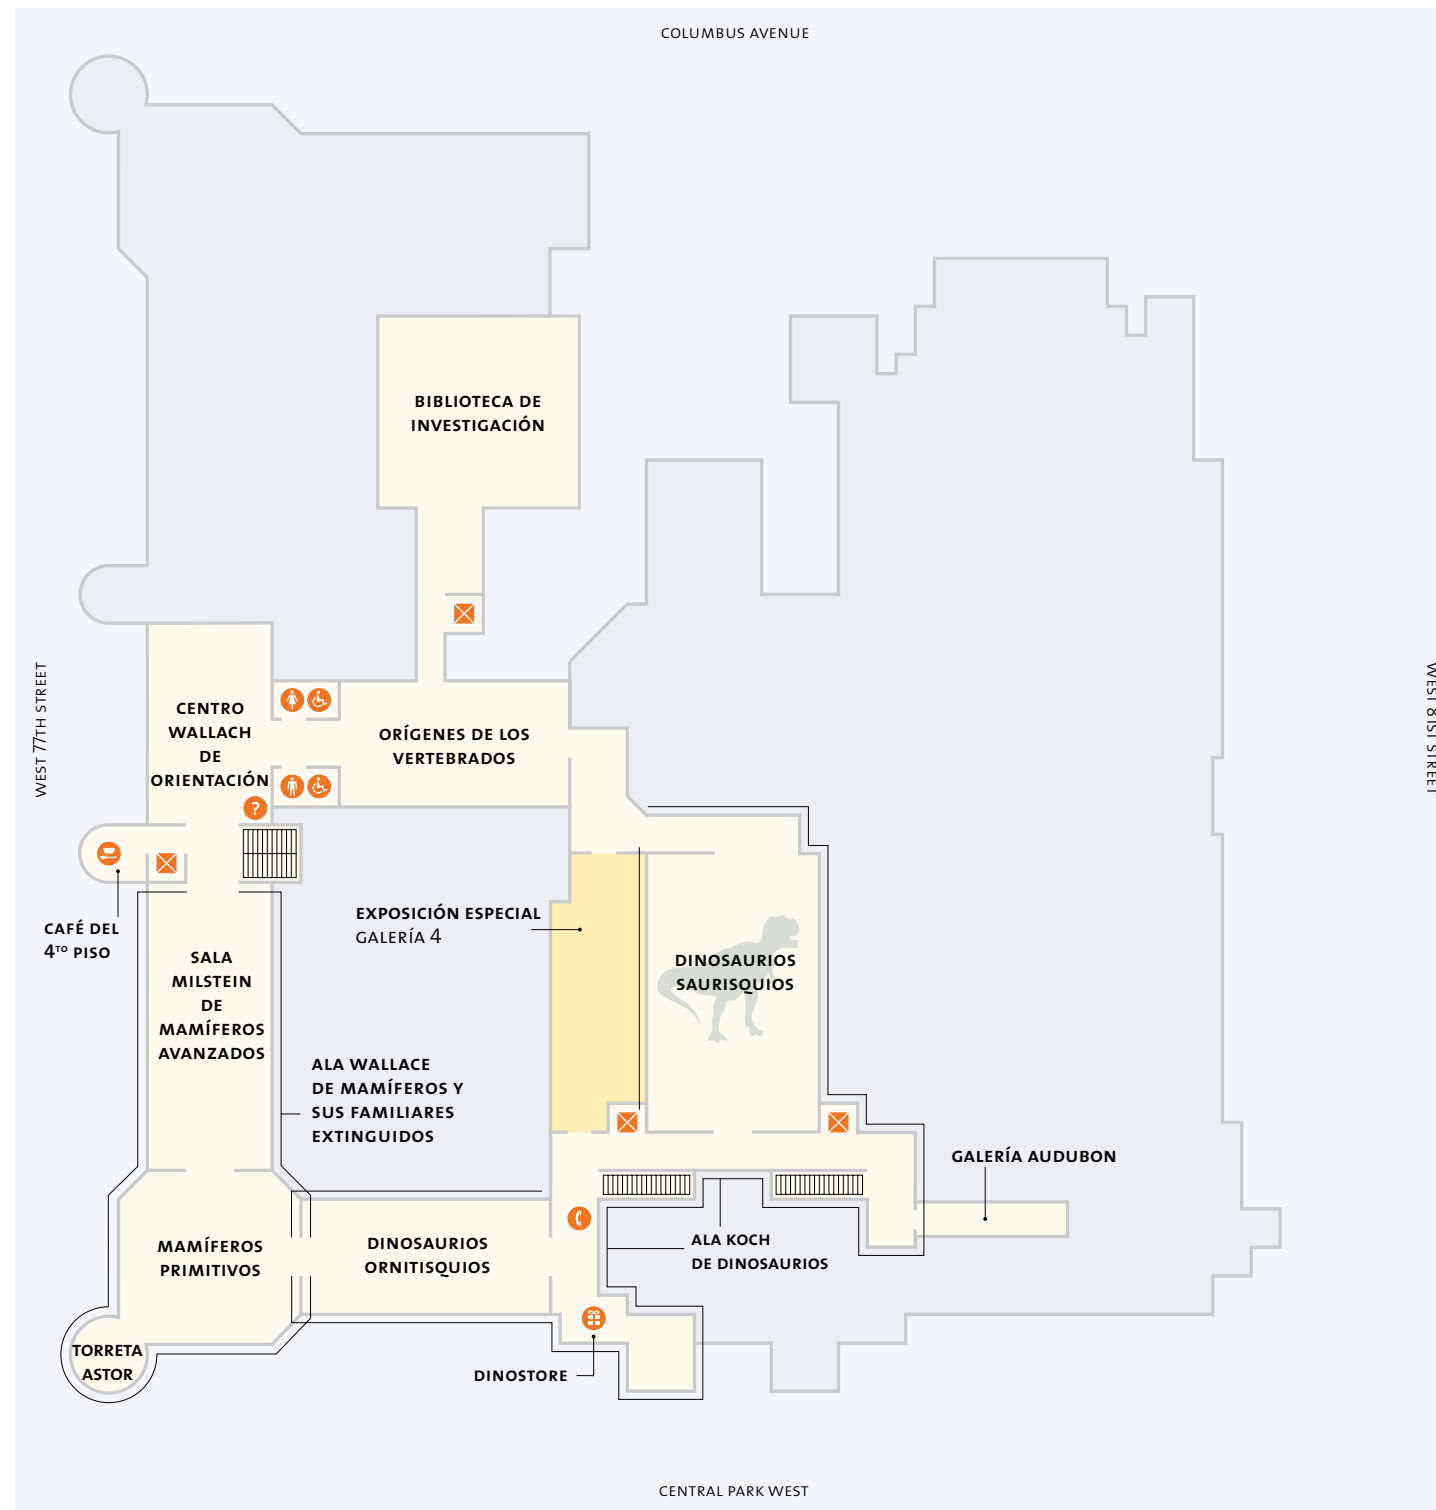 COLUMBUS AVENUE
BIBLIOTECA DE
INVESTIGACIÓN
WEST 77TH STREET
WEST 81ST STREET
CENTRO
WALLACH
DE
ORIENTACIÓN
ORÍGENES DE LOS
VERTEBRADOS
?
CAFÉ DEL
4TO PISO
EXPOSICIÓN ESPECIAL
GALERÍA 4
DINOSAURIOS
SAURISQUIOS
SALA
MILSTEIN
DE
MAMÍFEROS
AVANZADOS
ALA WALLACE
DE MAMÍFEROS Y
SUS FAMILIARES
EXTINGUIDOS
GALERÍA AUDUBON
MAMÍFEROS
PRIMITIVOS
DINOSAURIOS
ORNITISQUIOS
ALA KOCH
DE DINOSAURIOS
TORRETA
ASTOR
DINOSTORE
CENTRAL PARK WEST